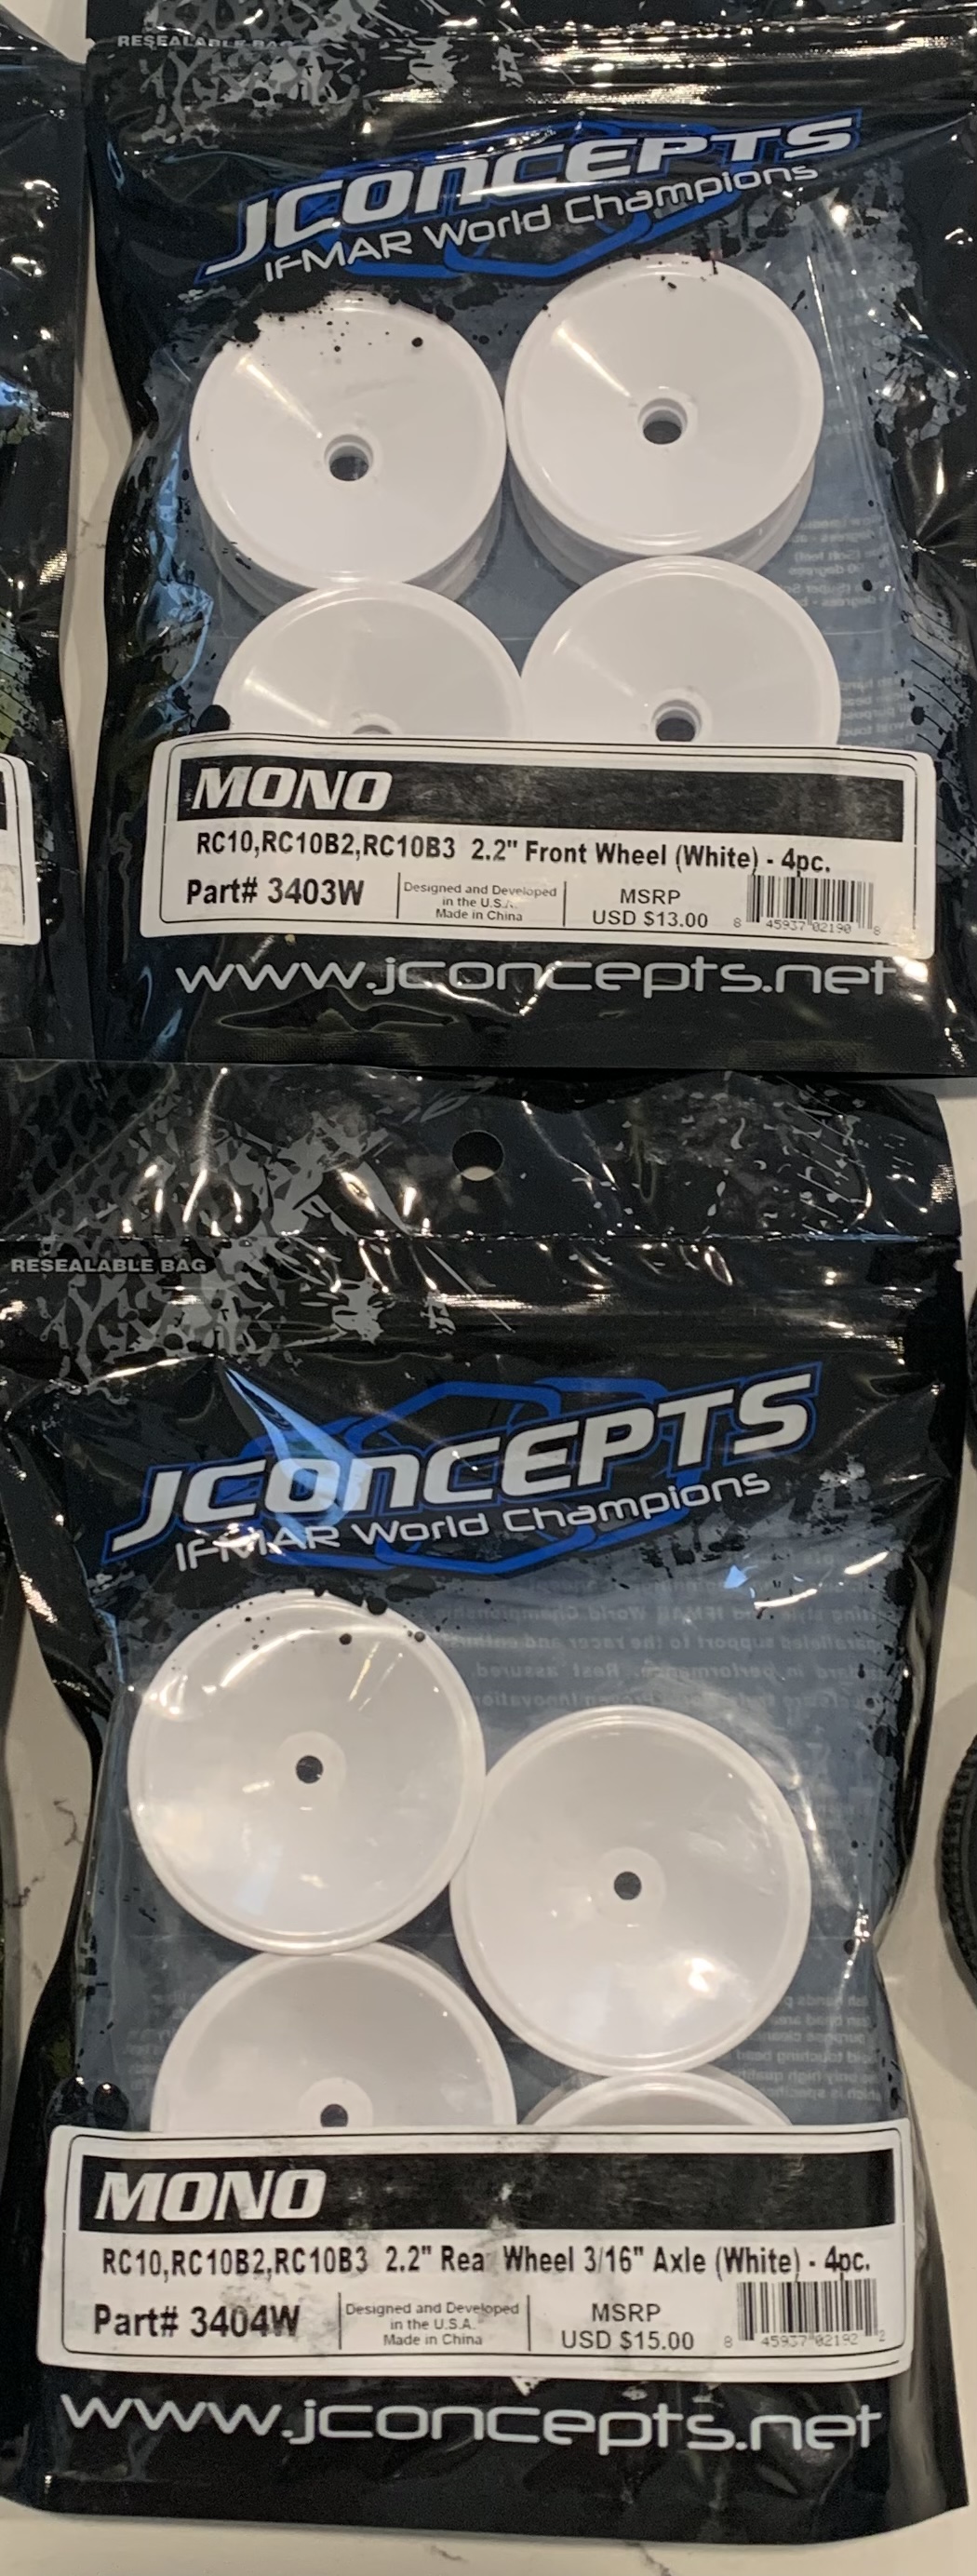 RESEALABLE BAG
JCONCEPTS
IFMAR World Champions
MONO
RC10,RC10B2,RC10B3 2.2" Front Wheel (White) - 4pc.
Part# 3403W
Designed and Developed
in the U.S.A.
Made in China
MSRP
USD $13.00
8 45937 02190 8
www.jconcepts.net
RESEALABLE BAG
JCONCEPTS
IFMAR World Champions
MONO
RC10,RC10B2,RC10B3 2.2" Rea Wheel 3/16" Axle (White) - 4pc.
Part# 3404W
Designed and Developed
in the U.S.A.
Made in China
MSRP
USD $15.00
8 45937 02192 2
www.jconcepts.net